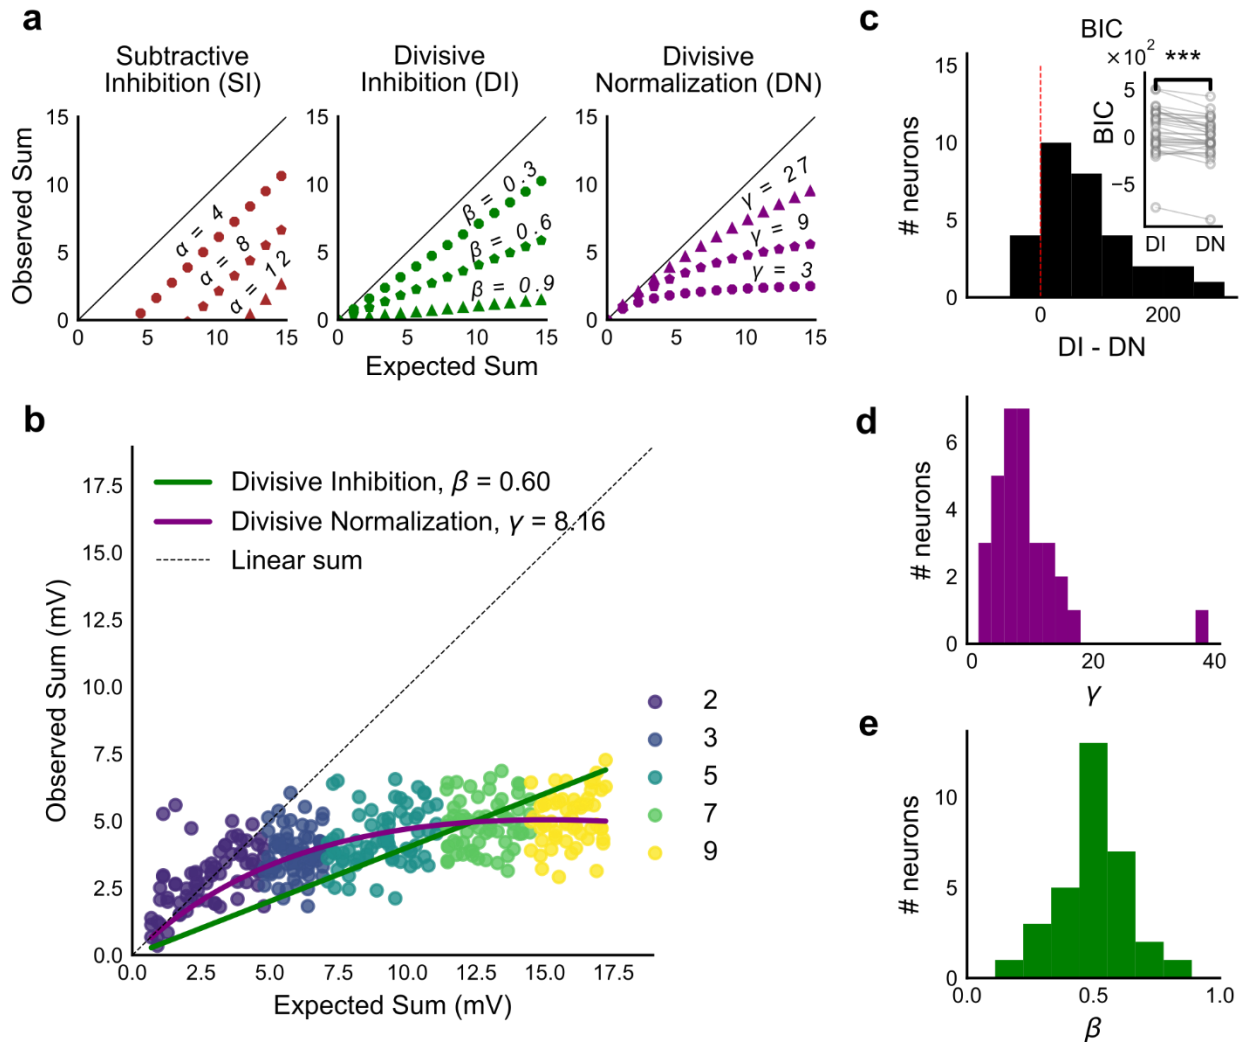 a
Subtractive
Inhibition (SI)
Divisive
Inhibition (DI)
Divisive
Normalization (DN)
Observed Sum
15
10
5
0
0
5
10
15
α = 4
α = 8
α = 12
15
10
5
0
0
5
10
15
β = 0.3
β = 0.6
β = 0.9
15
10
5
0
0
5
10
15
γ = 27
γ = 9
γ = 3
Expected Sum
b
Divisive Inhibition, β = 0.60
Divisive Normalization, γ = 8.16
Linear sum
Observed Sum (mV)
17.5
15.0
12.5
10.0
7.5
5.0
2.5
0.0
0.0
2.5
5.0
7.5
10.0
12.5
15.0
17.5
Expected Sum (mV)
2
3
5
7
9
c
BIC
# neurons
15
10
5
0
0
200
DI - DN
×10²
***
BIC
5
0
−5
DI
DN
d
# neurons
6
4
2
0
0
20
40
γ
e
# neurons
10
5
0
0.0
0.5
1.0
β